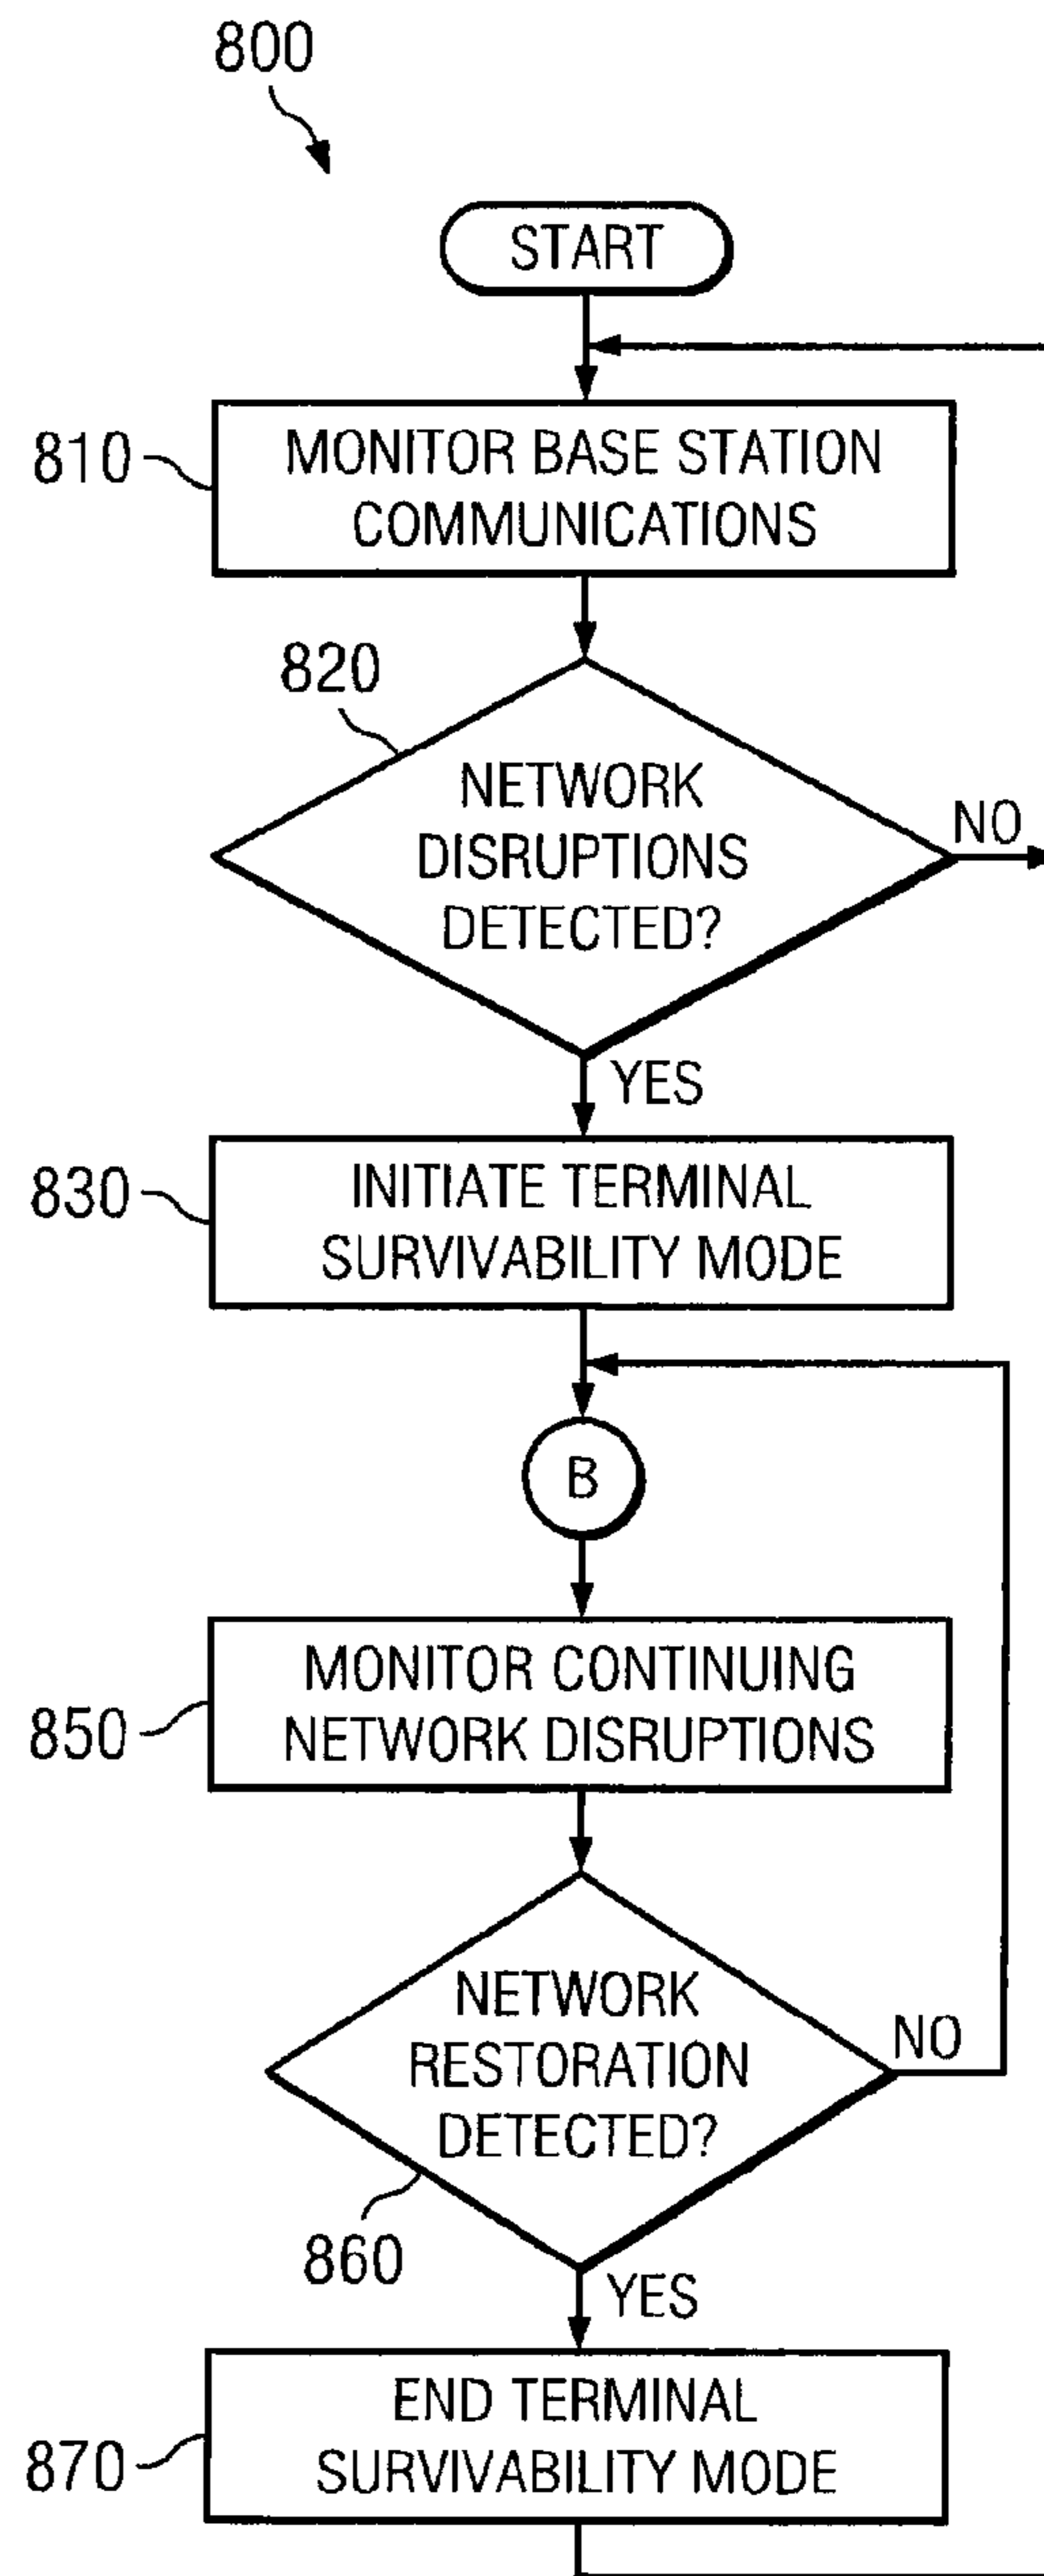 800
START
810
MONITOR BASE STATION
COMMUNICATIONS
820
NETWORK
DISRUPTIONS
DETECTED?
NO
YES
830
INITIATE TERMINAL
SURVIVABILITY MODE
B
850
MONITOR CONTINUING
NETWORK DISRUPTIONS
NETWORK
RESTORATION
DETECTED?
NO
860
YES
870
END TERMINAL
SURVIVABILITY MODE